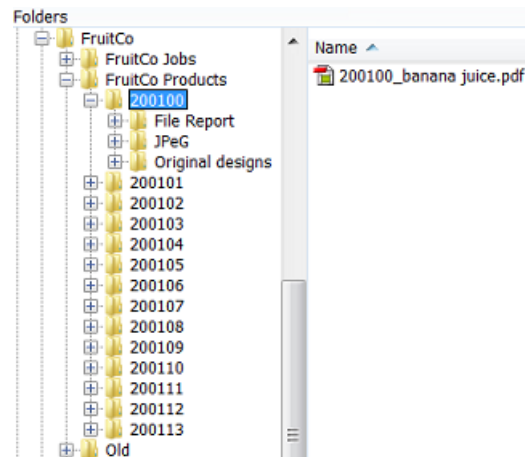 Folders
FruitCo
FruitCo Jobs
FruitCo Products
200100
File Report
JPeG
Original designs
200101
200102
200103
200104
200105
200106
200107
200108
200109
200110
200111
200112
200113
Old
Name
200100_banana juice.pdf